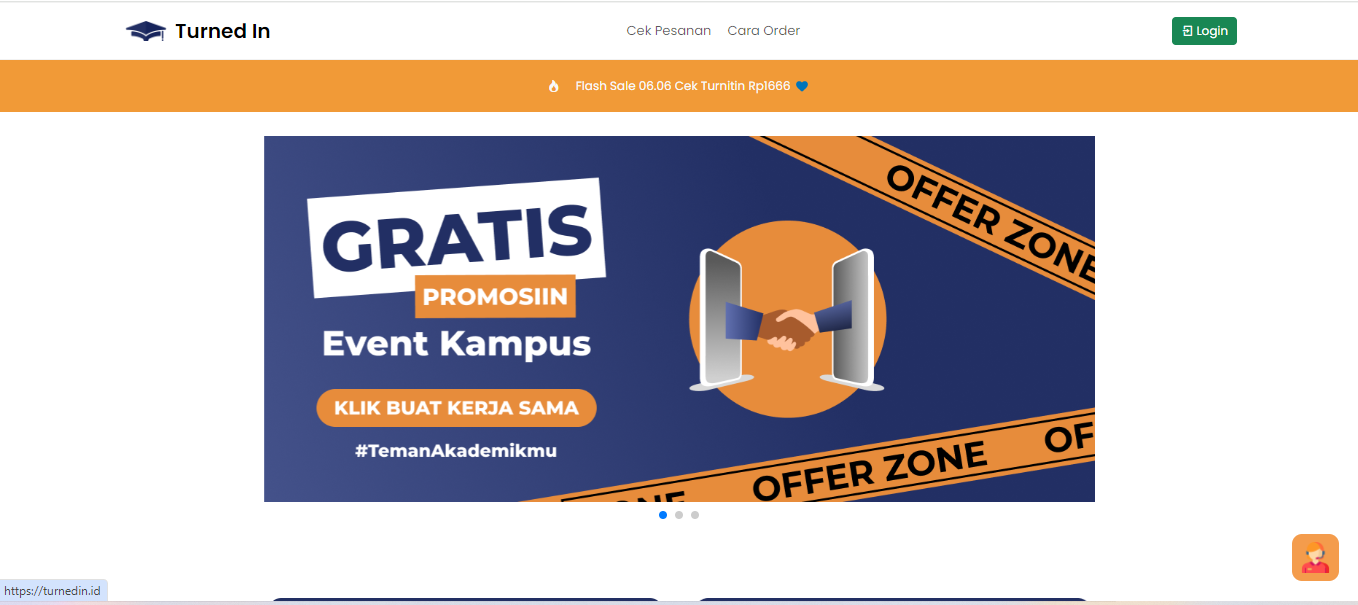 Turned In
Cek Pesanan
Cara Order
Login
Flash Sale 06.06 Cek Turnitin Rp1666
GRATIS
PROMOSIIN
Event Kampus
KLIK BUAT KERJA SAMA
#TemanAkademikmu
OFFER ZONE
OFFER ZONE
OF
ZONE
https://turnedin.id